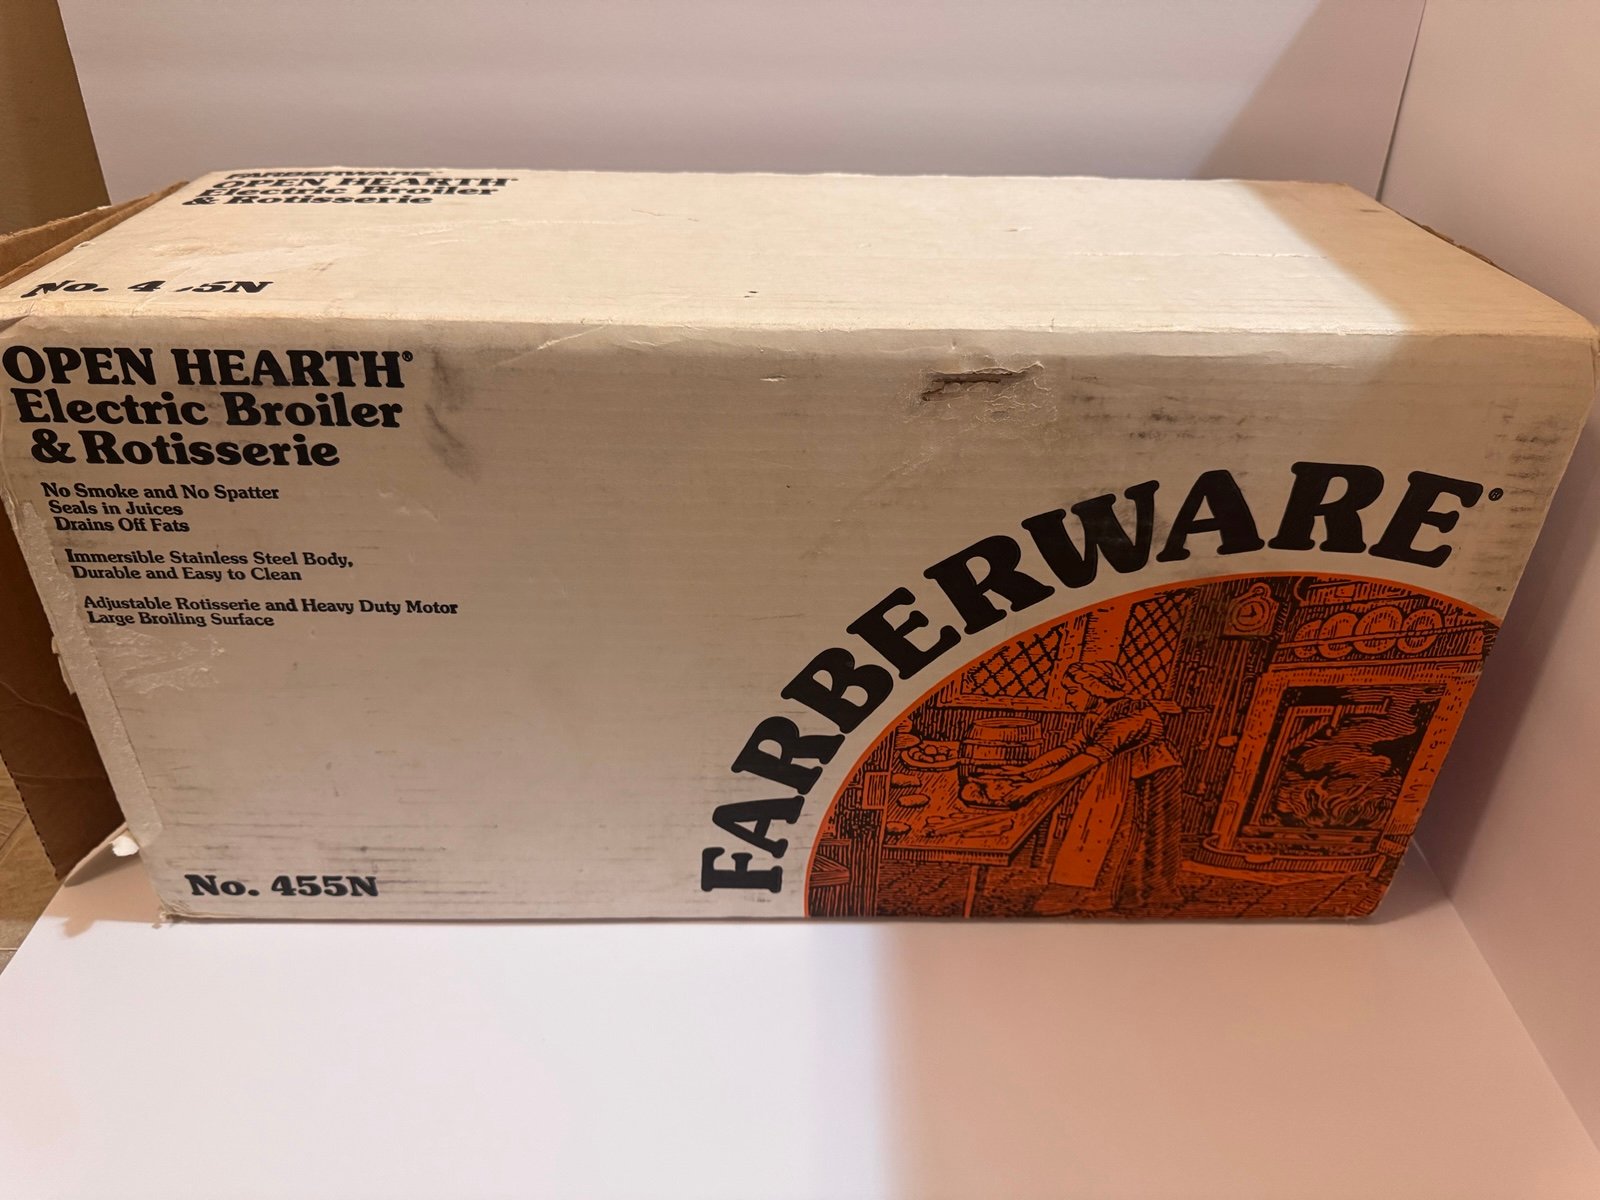 FARBERWARE
OPEN HEARTH®
Electric Broiler
& Rotisserie
No. 4 5N
OPEN HEARTH®
Electric Broiler
& Rotisserie
No Smoke and No Spatter
Seals in Juices
Drains Off Fats
Immersible Stainless Steel Body,
Durable and Easy to Clean
Adjustable Rotisserie and Heavy Duty Motor
Large Broiling Surface
No. 455N
FARBERWARE®